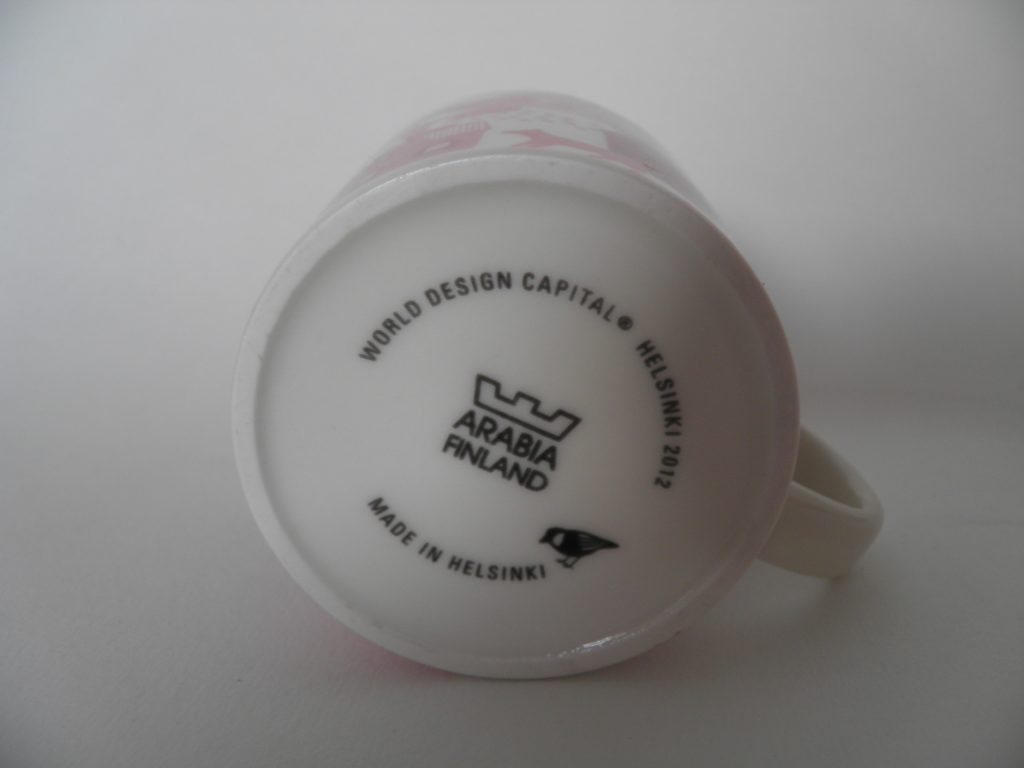 WORLD DESIGN CAPITAL® HELSINKI 2012
ARABIA
FINLAND
MADE IN HELSINKI